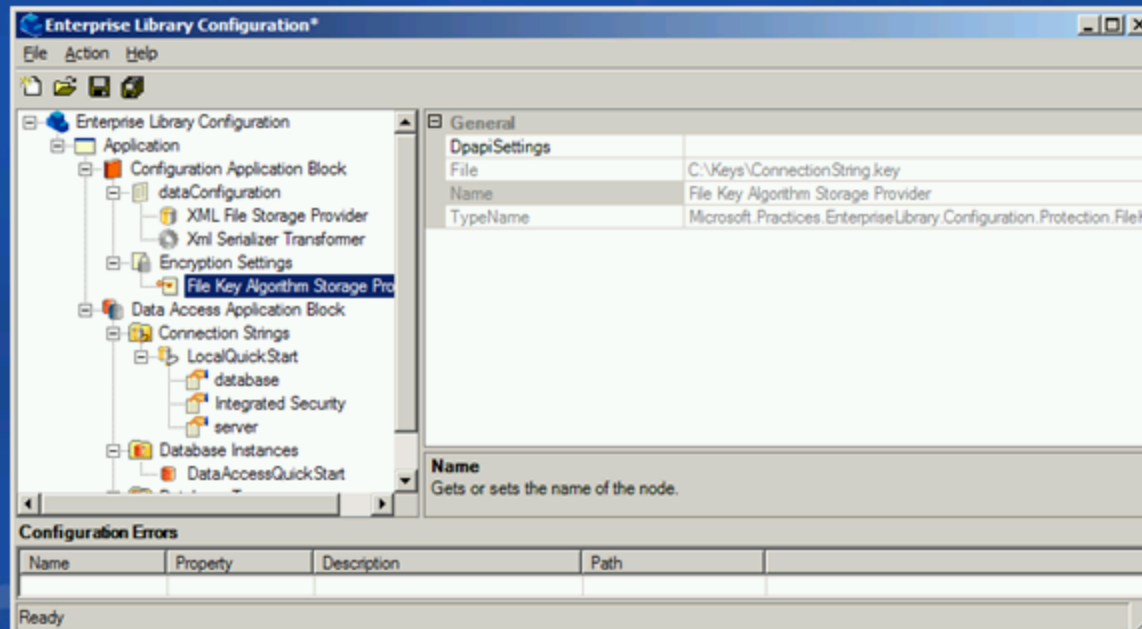 Enterprise Library Configuration*
File Action Help
Enterprise Library Configuration
Application
Configuration Application Block
dataConfiguration
XML File Storage Provider
Xml Serializer Transformer
Encryption Settings
File Key Algorithm Storage Pro
Data Access Application Block
Connection Strings
LocalQuickStart
database
Integrated Security
server
Database Instances
DataAccessQuickStart
General
DpapiSettings
File C:\Keys\ConnectionString.key
Name File Key Algorithm Storage Provider
TypeName Microsoft.Practices.EnterpriseLibrary.Configuration.Protection.FileK
Name
Gets or sets the name of the node.
Configuration Errors
Name Property Description Path
Ready